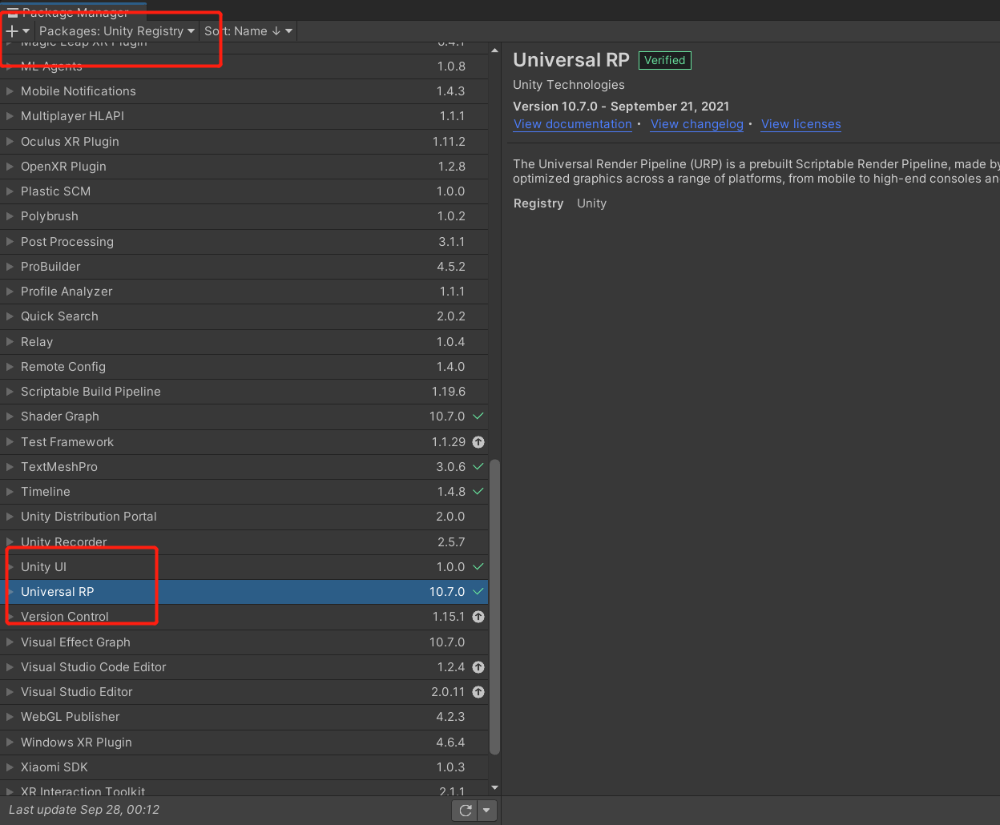 Package Manager
Packages: Unity Registry Sort: Name ↓
Magic Leap XR Plugin 6.4.1
ML Agents 1.0.8
Mobile Notifications 1.4.3
Multiplayer HLAPI 1.1.1
Oculus XR Plugin 1.11.2
OpenXR Plugin 1.2.8
Plastic SCM 1.0.0
Polybrush 1.0.2
Post Processing 3.1.1
ProBuilder 4.5.2
Profile Analyzer 1.1.1
Quick Search 2.0.2
Relay 1.0.4
Remote Config 1.4.0
Scriptable Build Pipeline 1.19.6
Shader Graph 10.7.0
Test Framework 1.1.29
TextMeshPro 3.0.6
Timeline 1.4.8
Unity Distribution Portal 2.0.0
Unity Recorder 2.5.7
Unity UI 1.0.0
Universal RP 10.7.0
Version Control 1.15.1
Visual Effect Graph 10.7.0
Visual Studio Code Editor 1.2.4
Visual Studio Editor 2.0.11
WebGL Publisher 4.2.3
Windows XR Plugin 4.6.4
Xiaomi SDK 1.0.3
XR Interaction Toolkit 2.1.1
Last update Sep 28, 00:12
Universal RP Verified
Unity Technologies
Version 10.7.0 - September 21, 2021
View documentation • View changelog • View licenses
The Universal Render Pipeline (URP) is a prebuilt Scriptable Render Pipeline, made by
optimized graphics across a range of platforms, from mobile to high-end consoles an
Registry Unity